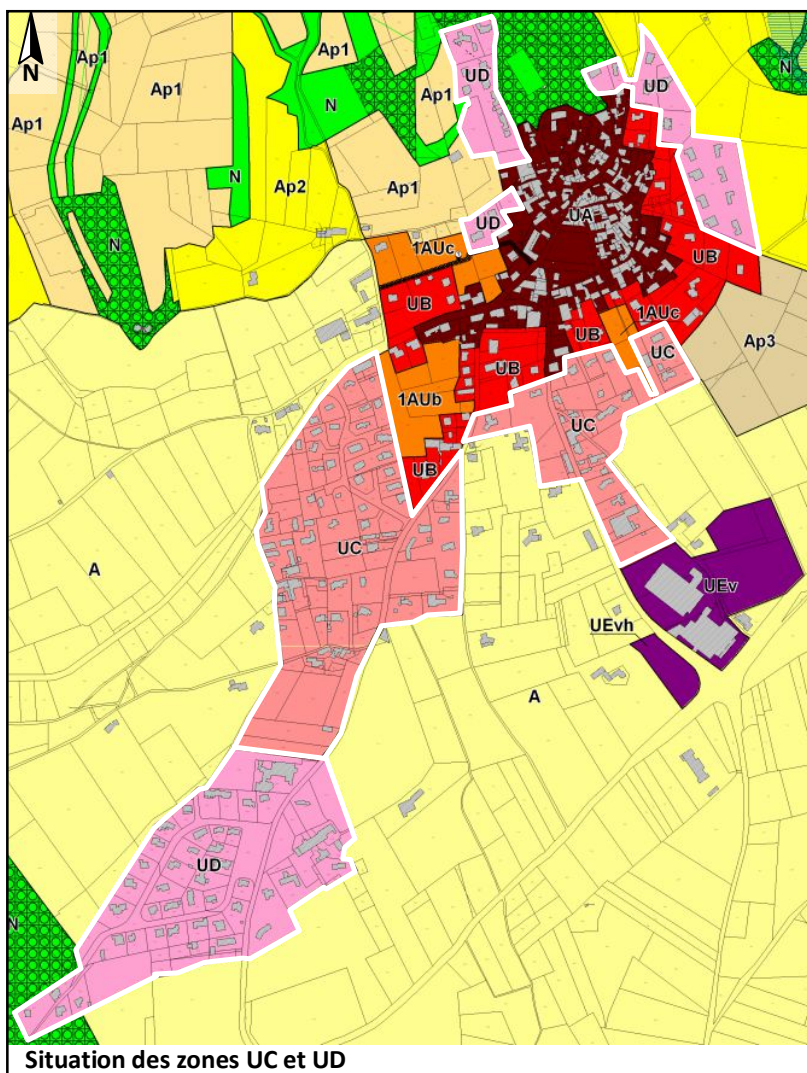 Ap1
Ap1
Ap1
UD
Ap1
N
Ap1
UD
N
N
Ap2
Ap1
N
UA
UD
1AUc
UB
UB
1AUc
UB
UC
Ap3
UB
1AUb
UC
UB
UC
A
UEv
UEvh
A
UD
N
Situation des zones UC et UD